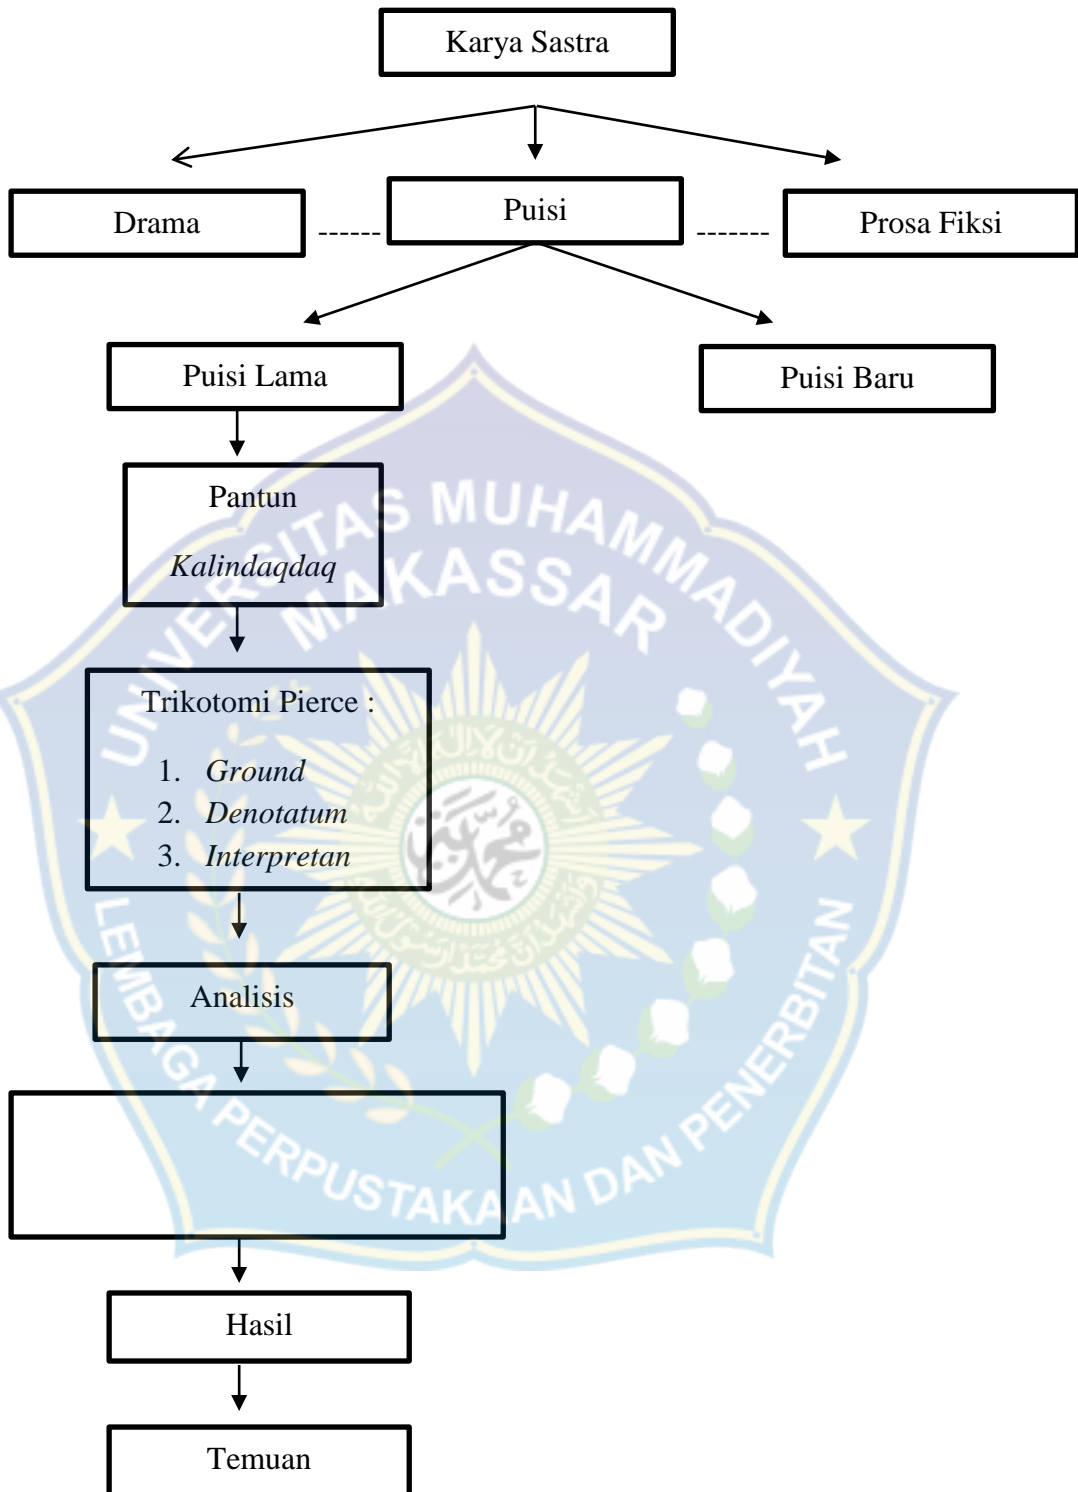 Karya Sastra
Drama
------
Puisi
-------
Prosa Fiksi
Puisi Lama
Puisi Baru
Pantun
Kalindaqdaq
Trikotomi Pierce :
1. Ground
2. Denotatum
3. Interpretan
Analisis
Hasil
Temuan
UNIVERSITAS MUHAMMADIYAH
MAKASSAR
LEMBAGA PERPUSTAKAAN DAN PENERBITAN